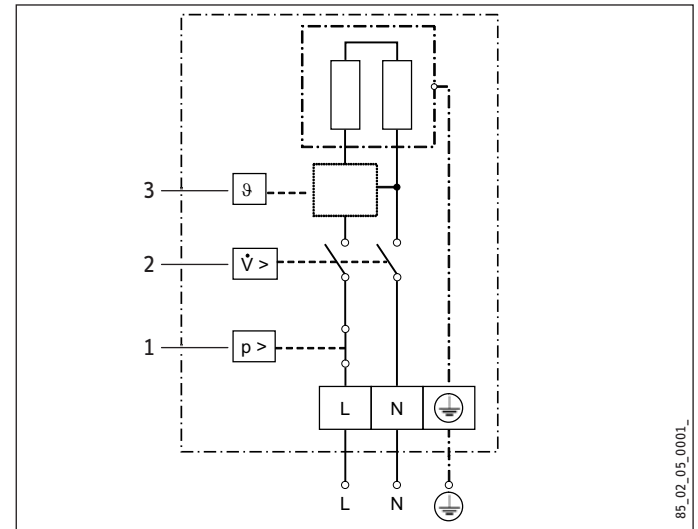 3 ϑ
2 V̇ >
1 p >
L N
L N
85_02_05_0001_